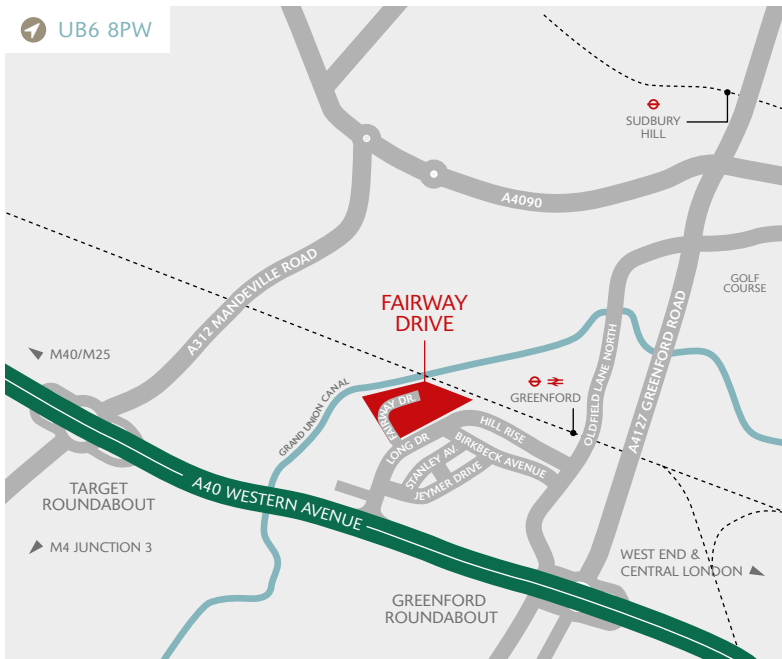 UB6 8PW
SUDBURY
HILL
A4090
A312 MANDEVILLE ROAD
GOLF
COURSE
FAIRWAY
DRIVE
M40/M25
GRAND UNION CANAL
GREENFORD
OLDFIELD LANE NORTH
A4127 GREENFORD ROAD
FAIRWAY DR
HILL RISE
LONG DR
BIRKBECK AVENUE
STANLEY AV.
JEYMER DRIVE
TARGET
ROUNDABOUT
A40 WESTERN AVENUE
M4 JUNCTION 3
WEST END &
CENTRAL LONDON
GREENFORD
ROUNDABOUT